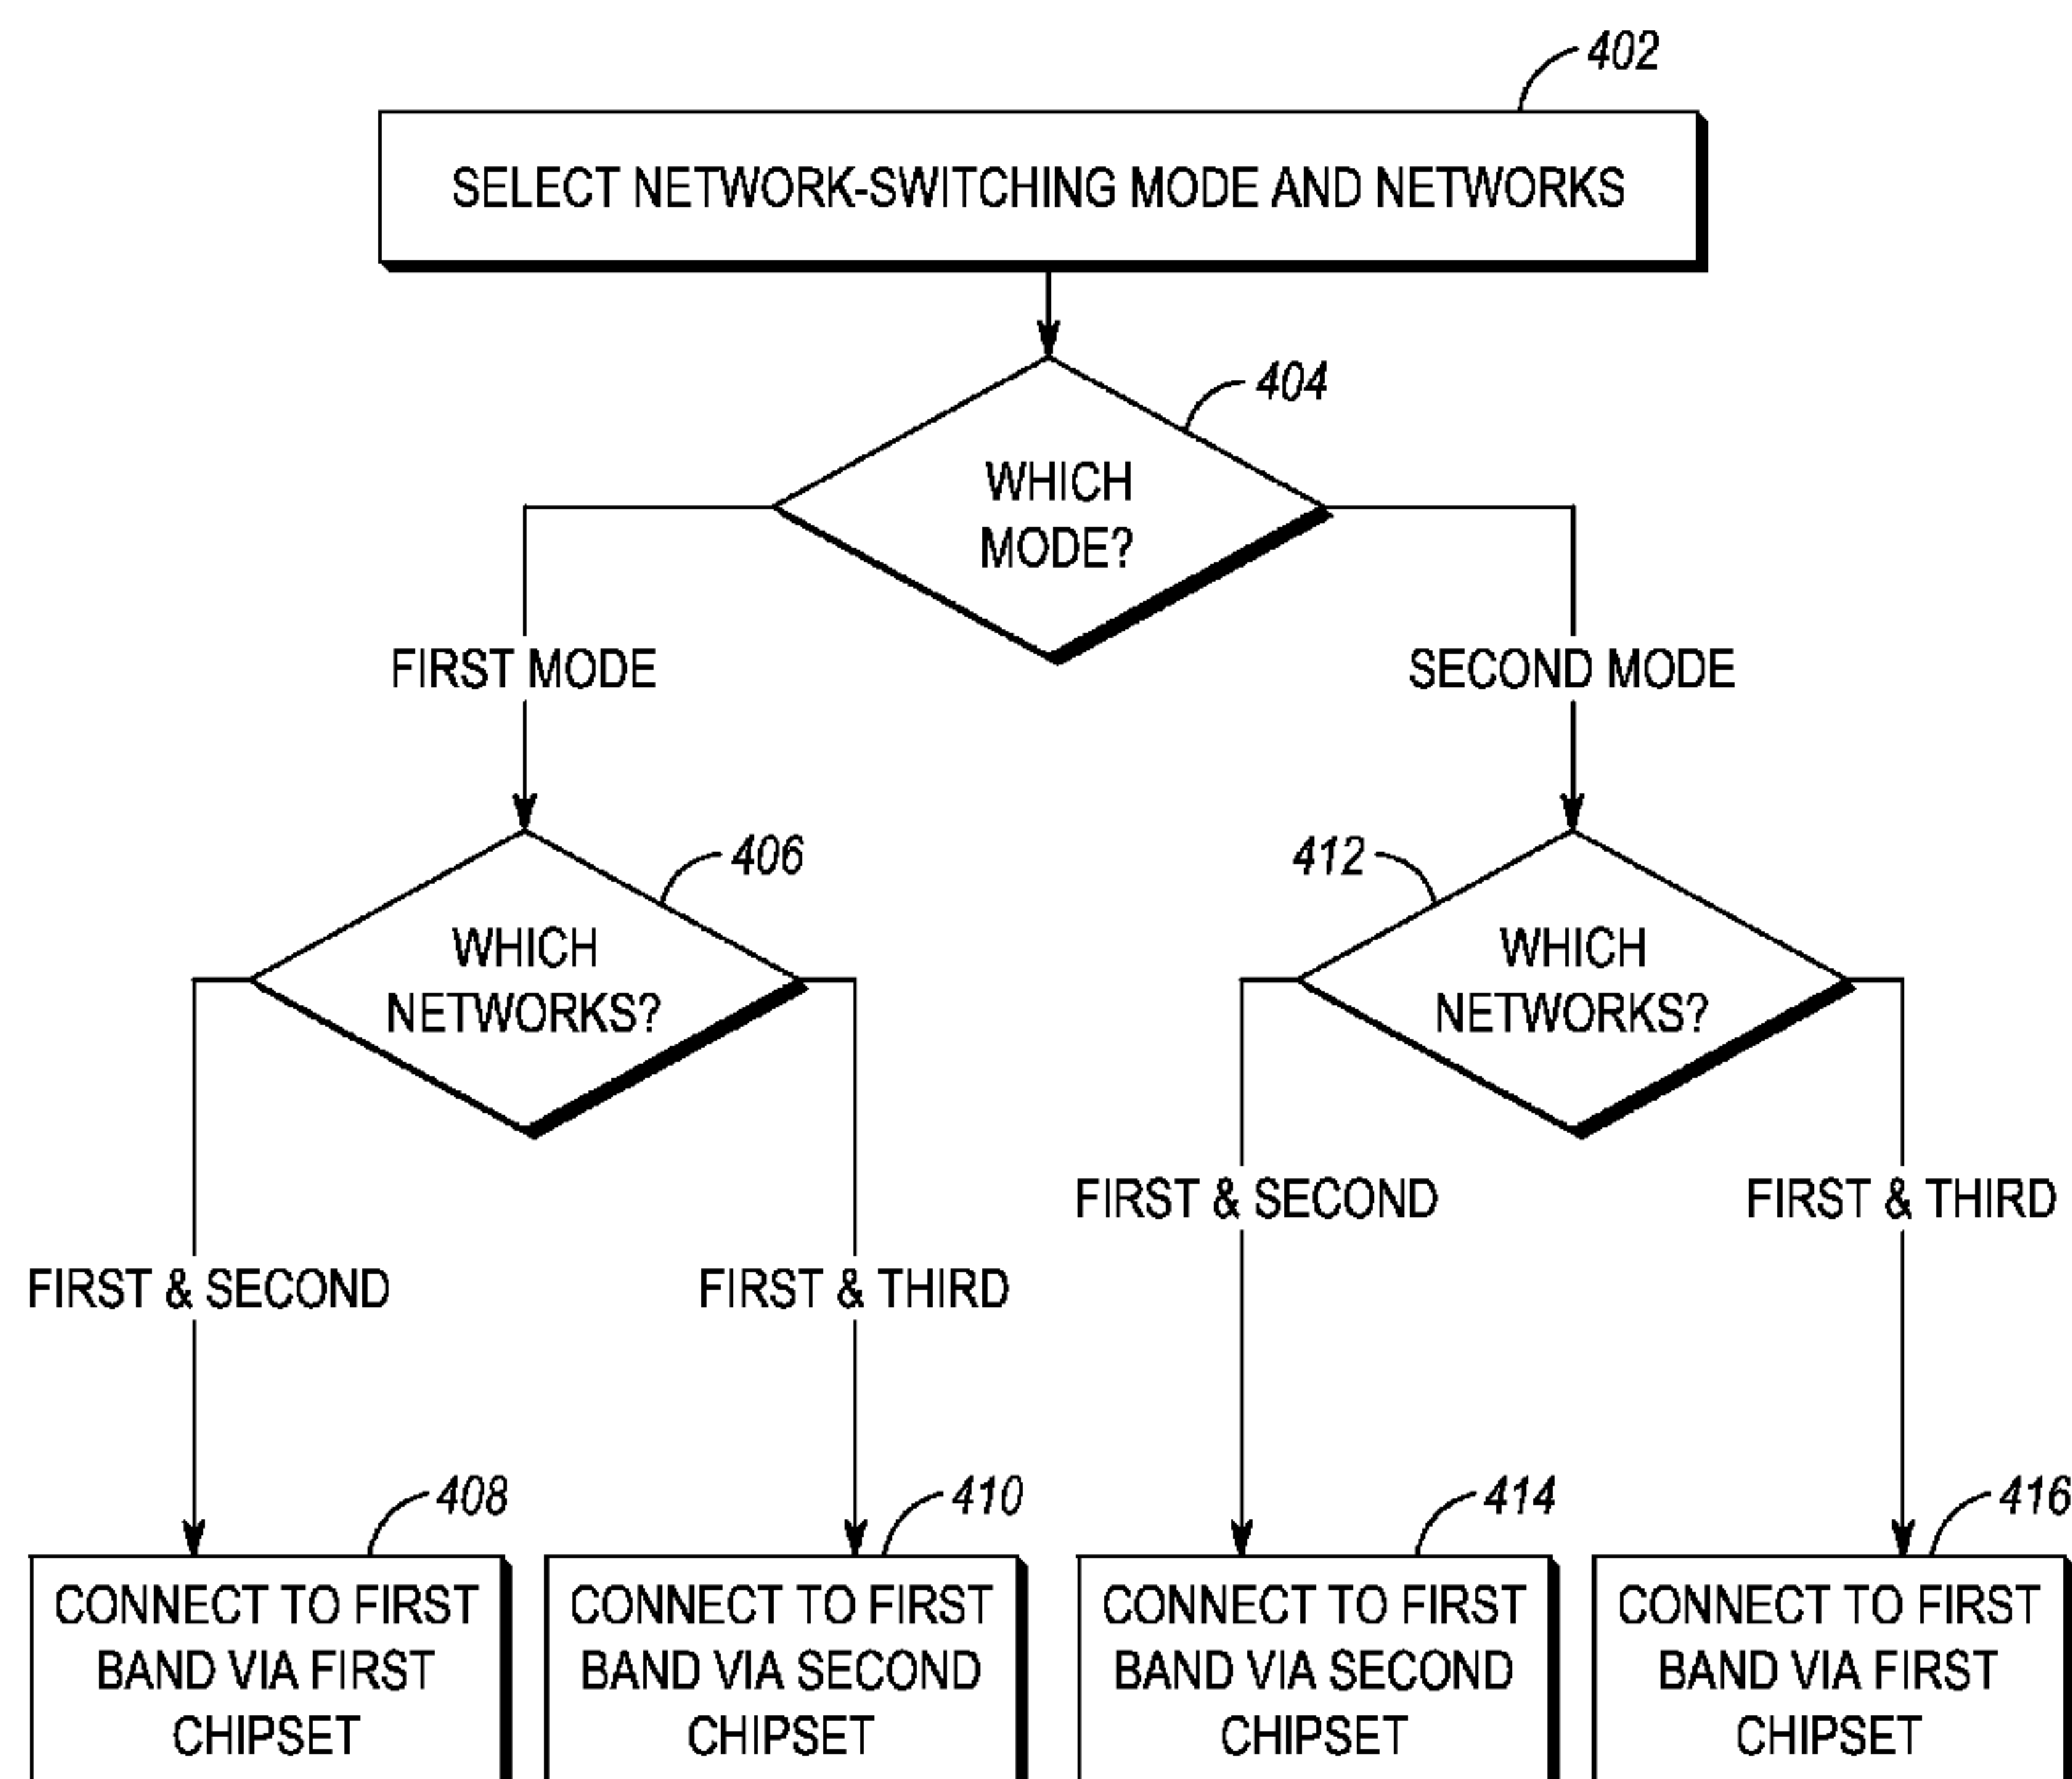 402
SELECT NETWORK-SWITCHING MODE AND NETWORKS
404
WHICH
MODE?
FIRST MODE
SECOND MODE
406
WHICH
NETWORKS?
412
WHICH
NETWORKS?
FIRST & SECOND
FIRST & THIRD
FIRST & SECOND
FIRST & THIRD
408
CONNECT TO FIRST
BAND VIA FIRST
CHIPSET
410
CONNECT TO FIRST
BAND VIA SECOND
CHIPSET
414
CONNECT TO FIRST
BAND VIA SECOND
CHIPSET
416
CONNECT TO FIRST
BAND VIA FIRST
CHIPSET